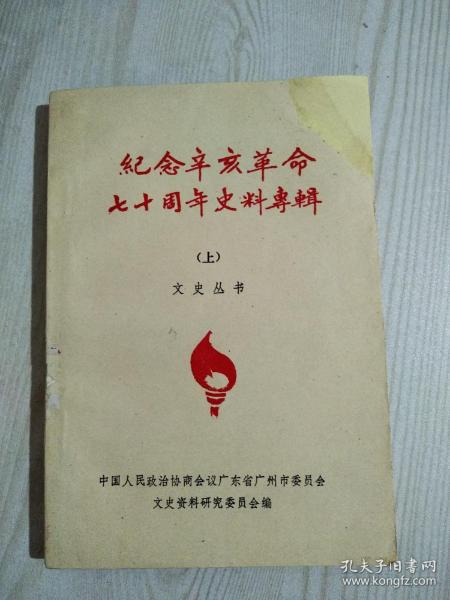 紀念辛亥革命
七十周年史料專輯
（上）
文史丛书
中国人民政治协商会议广东省广州市委员会
文史资料研究委员会编
孔夫子旧书网
www.kongfz.com